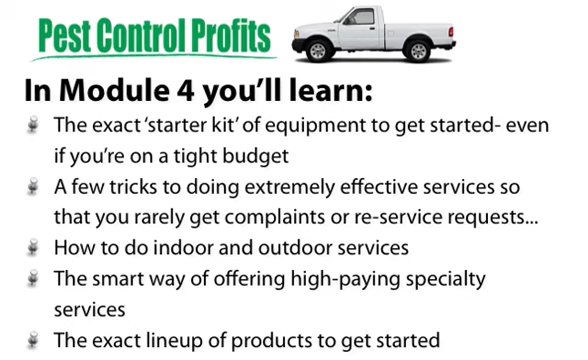 Pest Control Profits
In Module 4 you’ll learn:
The exact ‘starter kit’ of equipment to get started- even
if you’re on a tight budget
A few tricks to doing extremely effective services so
that you rarely get complaints or re-service requests...
How to do indoor and outdoor services
The smart way of offering high-paying specialty
services
The exact lineup of products to get started